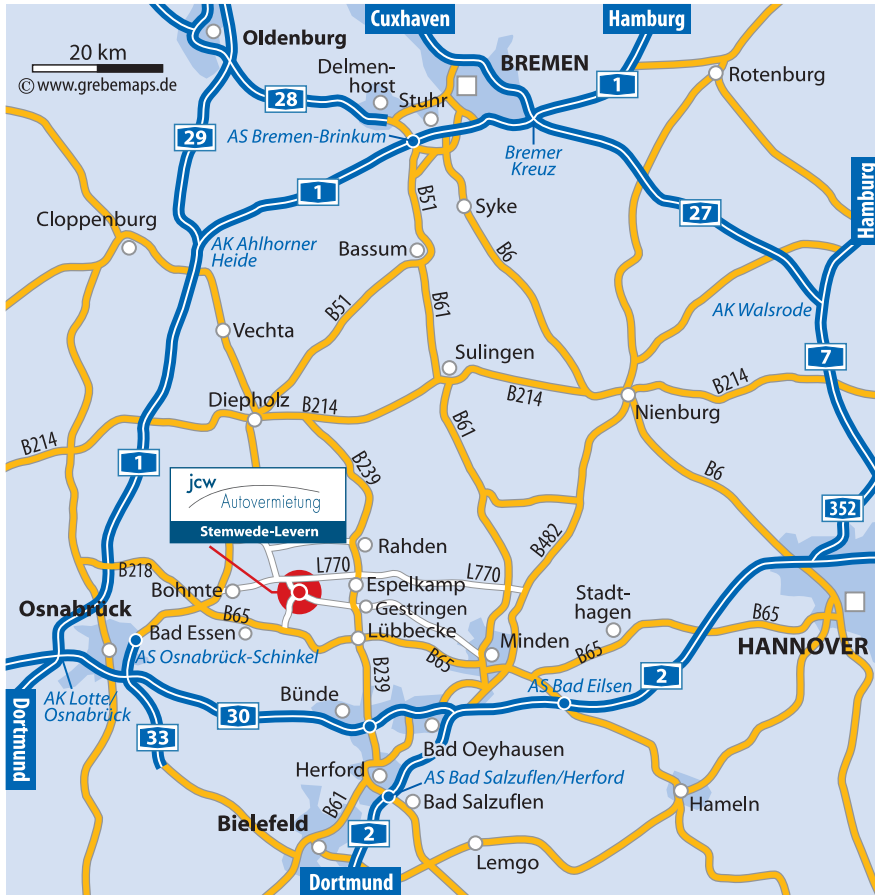 Cuxhaven
Hamburg
Oldenburg
20 km
© www.grebemaps.de
BREMEN
Delmen-
horst
Rotenburg
1
28
Stuhr
29
AS Bremen-Brinkum
Bremer
Kreuz
1
B51
Syke
27
Hamburg
Cloppenburg
AK Ahlhorner
Heide
Bassum
B6
B51
B61
AK Walsrode
Vechta
7
Sulingen
Diepholz
B214
B214
B214
Nienburg
B61
B214
1
B239
B6
jcw
Autovermietung
Stemwede-Levern
352
B482
Rahden
B218
L770
L770
Bohmte
Espelkamp
Stadt-
hagen
Osnabrück
Gestringen
B65
B65
Bad Essen
Lübbecke
Minden
HANNOVER
AS Osnabrück-Schinkel
B65
B65
B239
2
AK Lotte/
Osnabrück
Bünde
AS Bad Eilsen
Dortmund
30
33
Bad Oeyhausen
Herford
AS Bad Salzuflen/Herford
B61
Bad Salzuflen
Hameln
Bielefeld
2
Lemgo
Dortmund